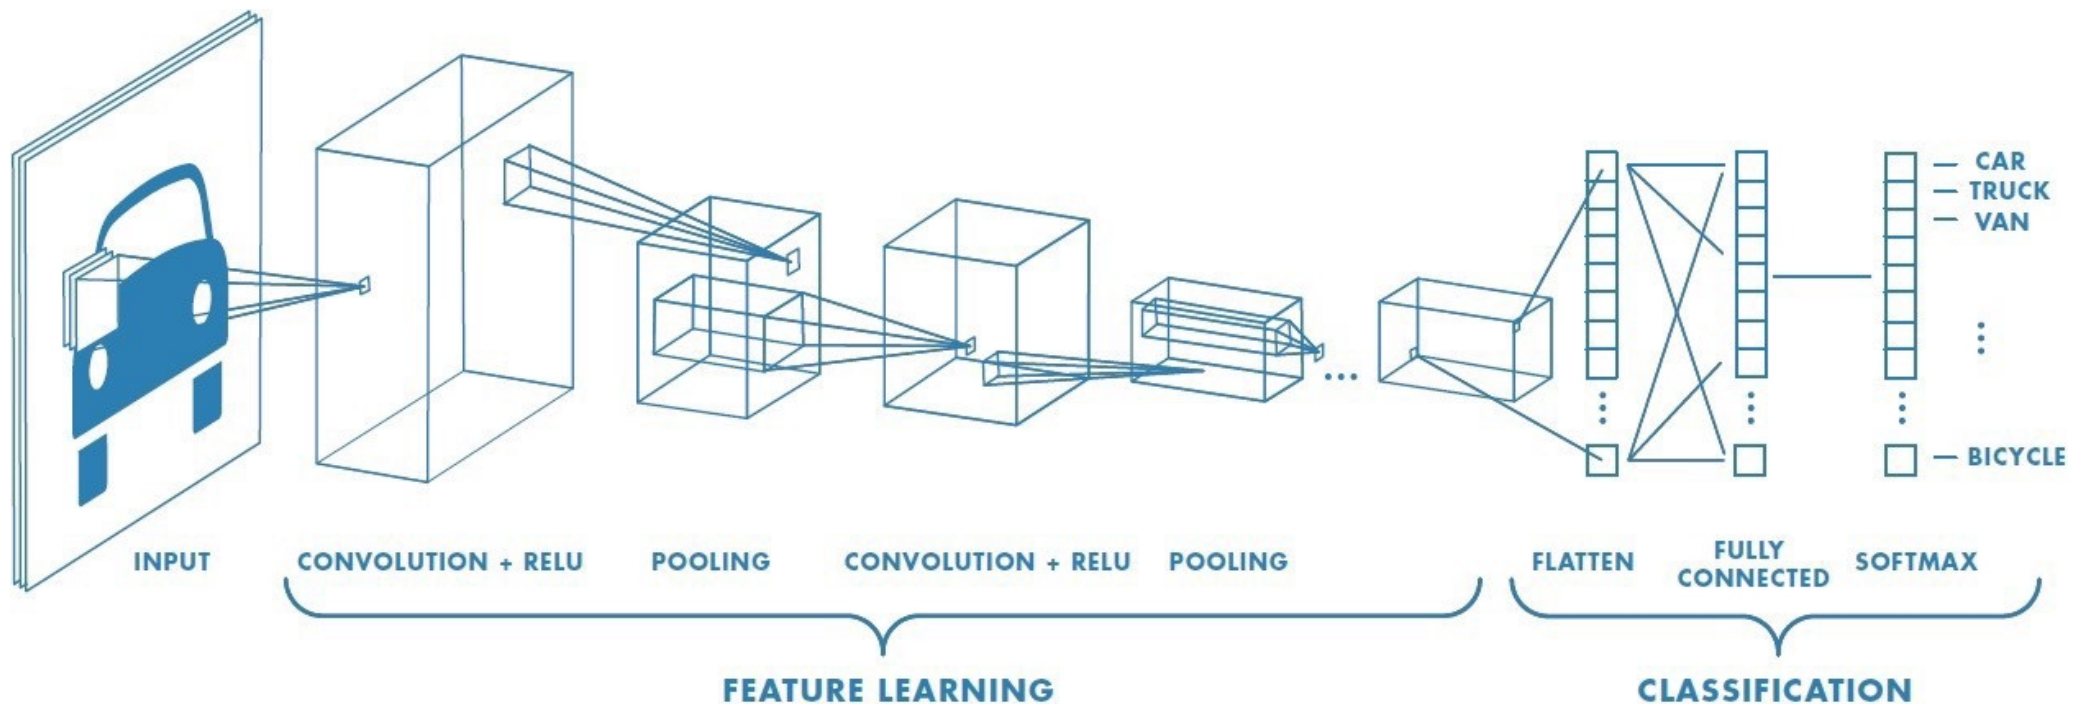 CAR
TRUCK
VAN
BICYCLE
INPUT
CONVOLUTION + RELU
POOLING
CONVOLUTION + RELU
POOLING
FLATTEN
FULLY
CONNECTED
SOFTMAX
FEATURE LEARNING
CLASSIFICATION